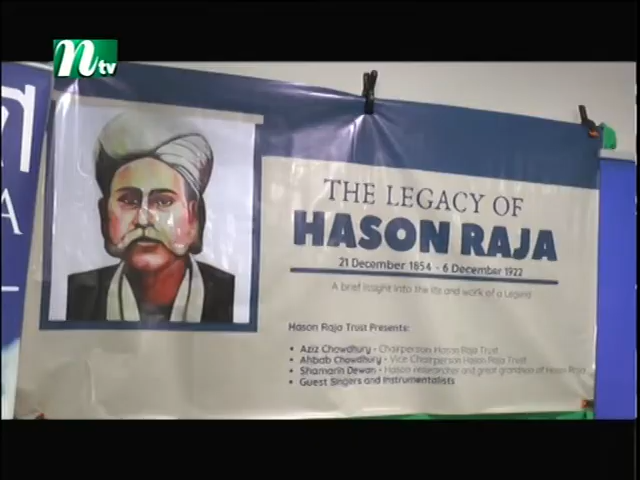 ntv
THE LEGACY OF
HASON RAJA
21 December 1854 - 6 December 1922
A brief insight into the life and work of a Legend
Hason Raja Trust Presents:
• Aziz Chowdhury - Chairperson Hason Raja Trust
• Ahbab Chowdhury - Vice Chairperson Hason Raja Trust
• Shamarin Dewan - Hason researcher and great grandson of Hason Raja
• Guest Singers and Instrumentalists